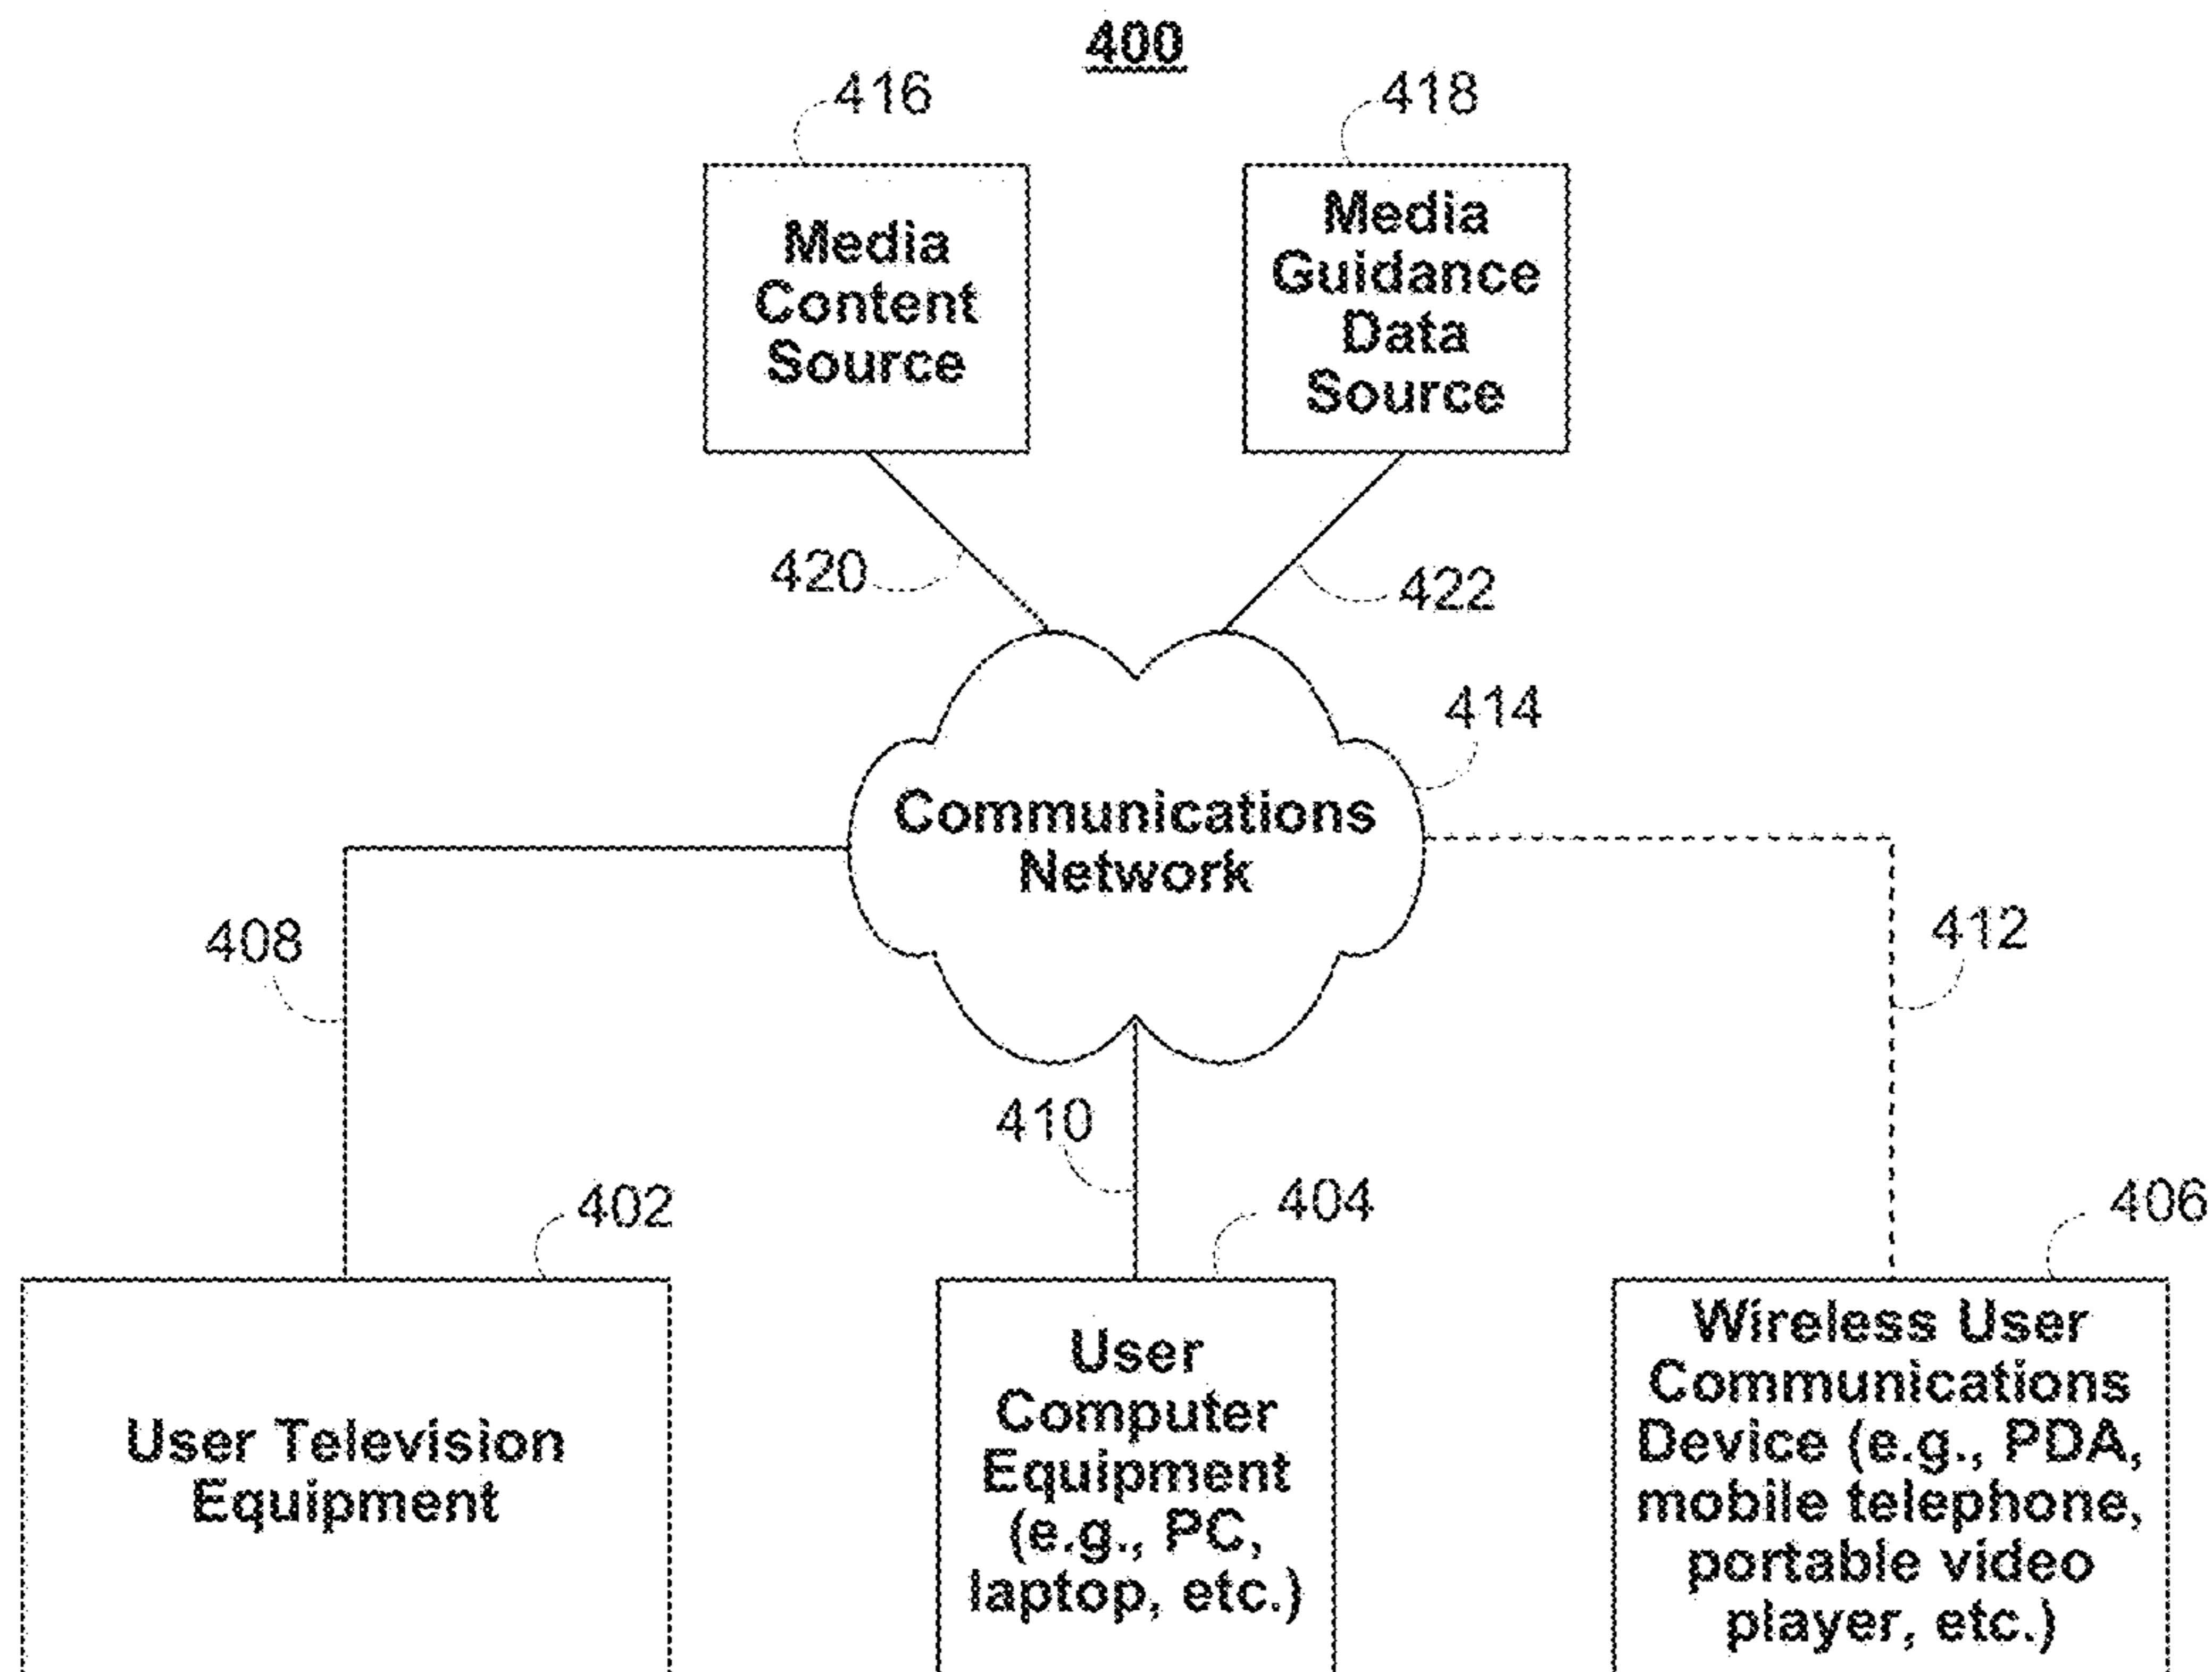 400
416
418
Media
Content
Source
Media
Guidance
Data
Source
420
422
414
Communications
Network
408
412
410
402
404
406
User Television
Equipment
User
Computer
Equipment
(e.g., PC,
laptop, etc.)
Wireless User
Communications
Device (e.g., PDA,
mobile telephone,
portable video
player, etc.)